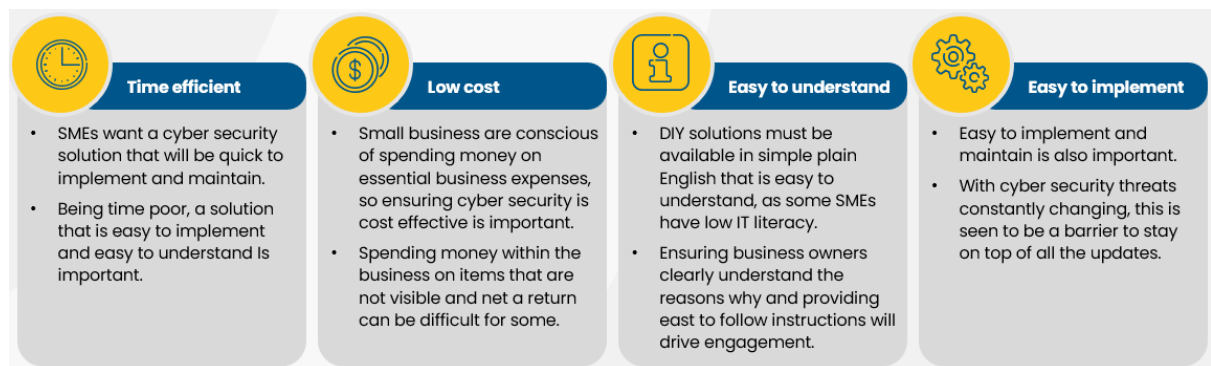 Time efficient
• SMEs want a cyber security
solution that will be quick to
implement and maintain.
• Being time poor, a solution
that is easy to implement
and easy to understand Is
important.
Low cost
• Small business are conscious
of spending money on
essential business expenses,
so ensuring cyber security is
cost effective is important.
• Spending money within the
business on items that are
not visible and net a return
can be difficult for some.
Easy to understand
• DIY solutions must be
available in simple plain
English that is easy to
understand, as some SMEs
have low IT literacy.
• Ensuring business owners
clearly understand the
reasons why and providing
east to follow instructions will
drive engagement.
Easy to implement
• Easy to implement and
maintain is also important.
• With cyber security threats
constantly changing, this is
seen to be a barrier to stay
on top of all the updates.